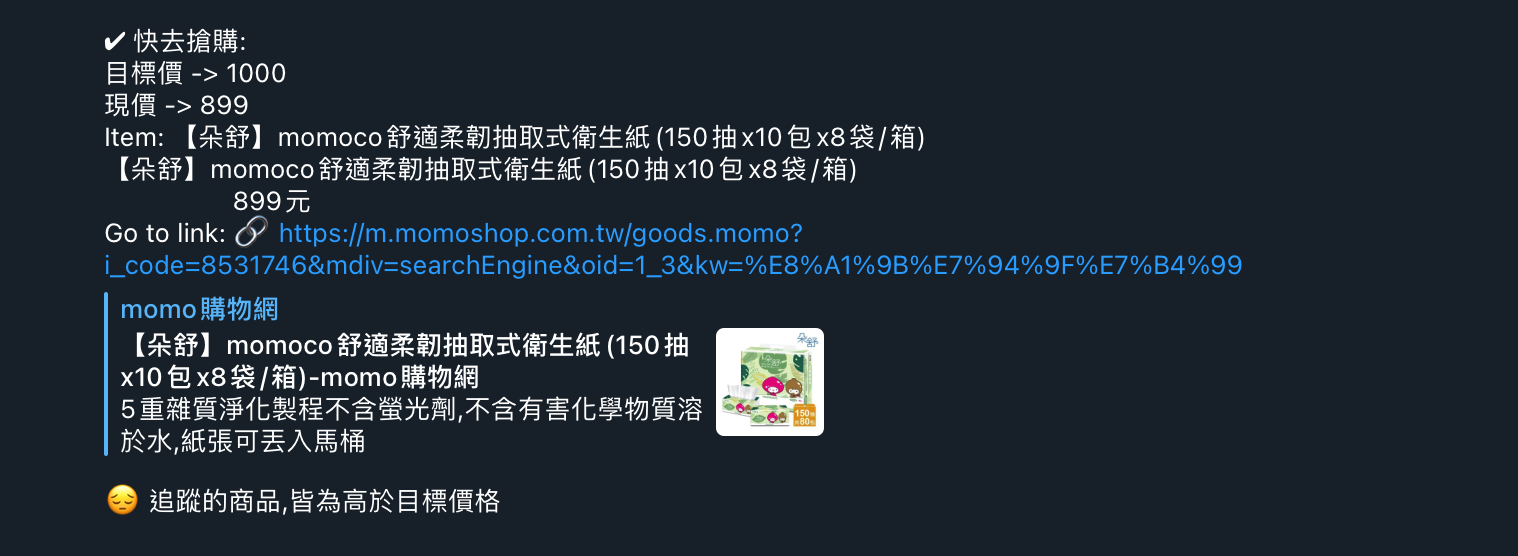 ✔ 快去搶購:
目標價 -> 1000
現價 -> 899
Item: 【朵舒】momoco舒適柔韌抽取式衛生紙(150抽x10包x8袋/箱)
【朵舒】momoco舒適柔韌抽取式衛生紙(150抽x10包x8袋/箱)
899元
Go to link: 🔗 https://m.momoshop.com.tw/goods.momo?
i_code=8531746&mdiv=searchEngine&oid=1_3&kw=%E8%A1%9B%E7%94%9F%E7%B4%99
momo購物網
【朵舒】momoco舒適柔韌抽取式衛生紙(150抽
x10包x8袋/箱)-momo購物網
5重雜質淨化製程不含螢光劑,不含有害化學物質溶
於水,紙張可丟入馬桶
朵舒
150
80
😔 追蹤的商品,皆為高於目標價格